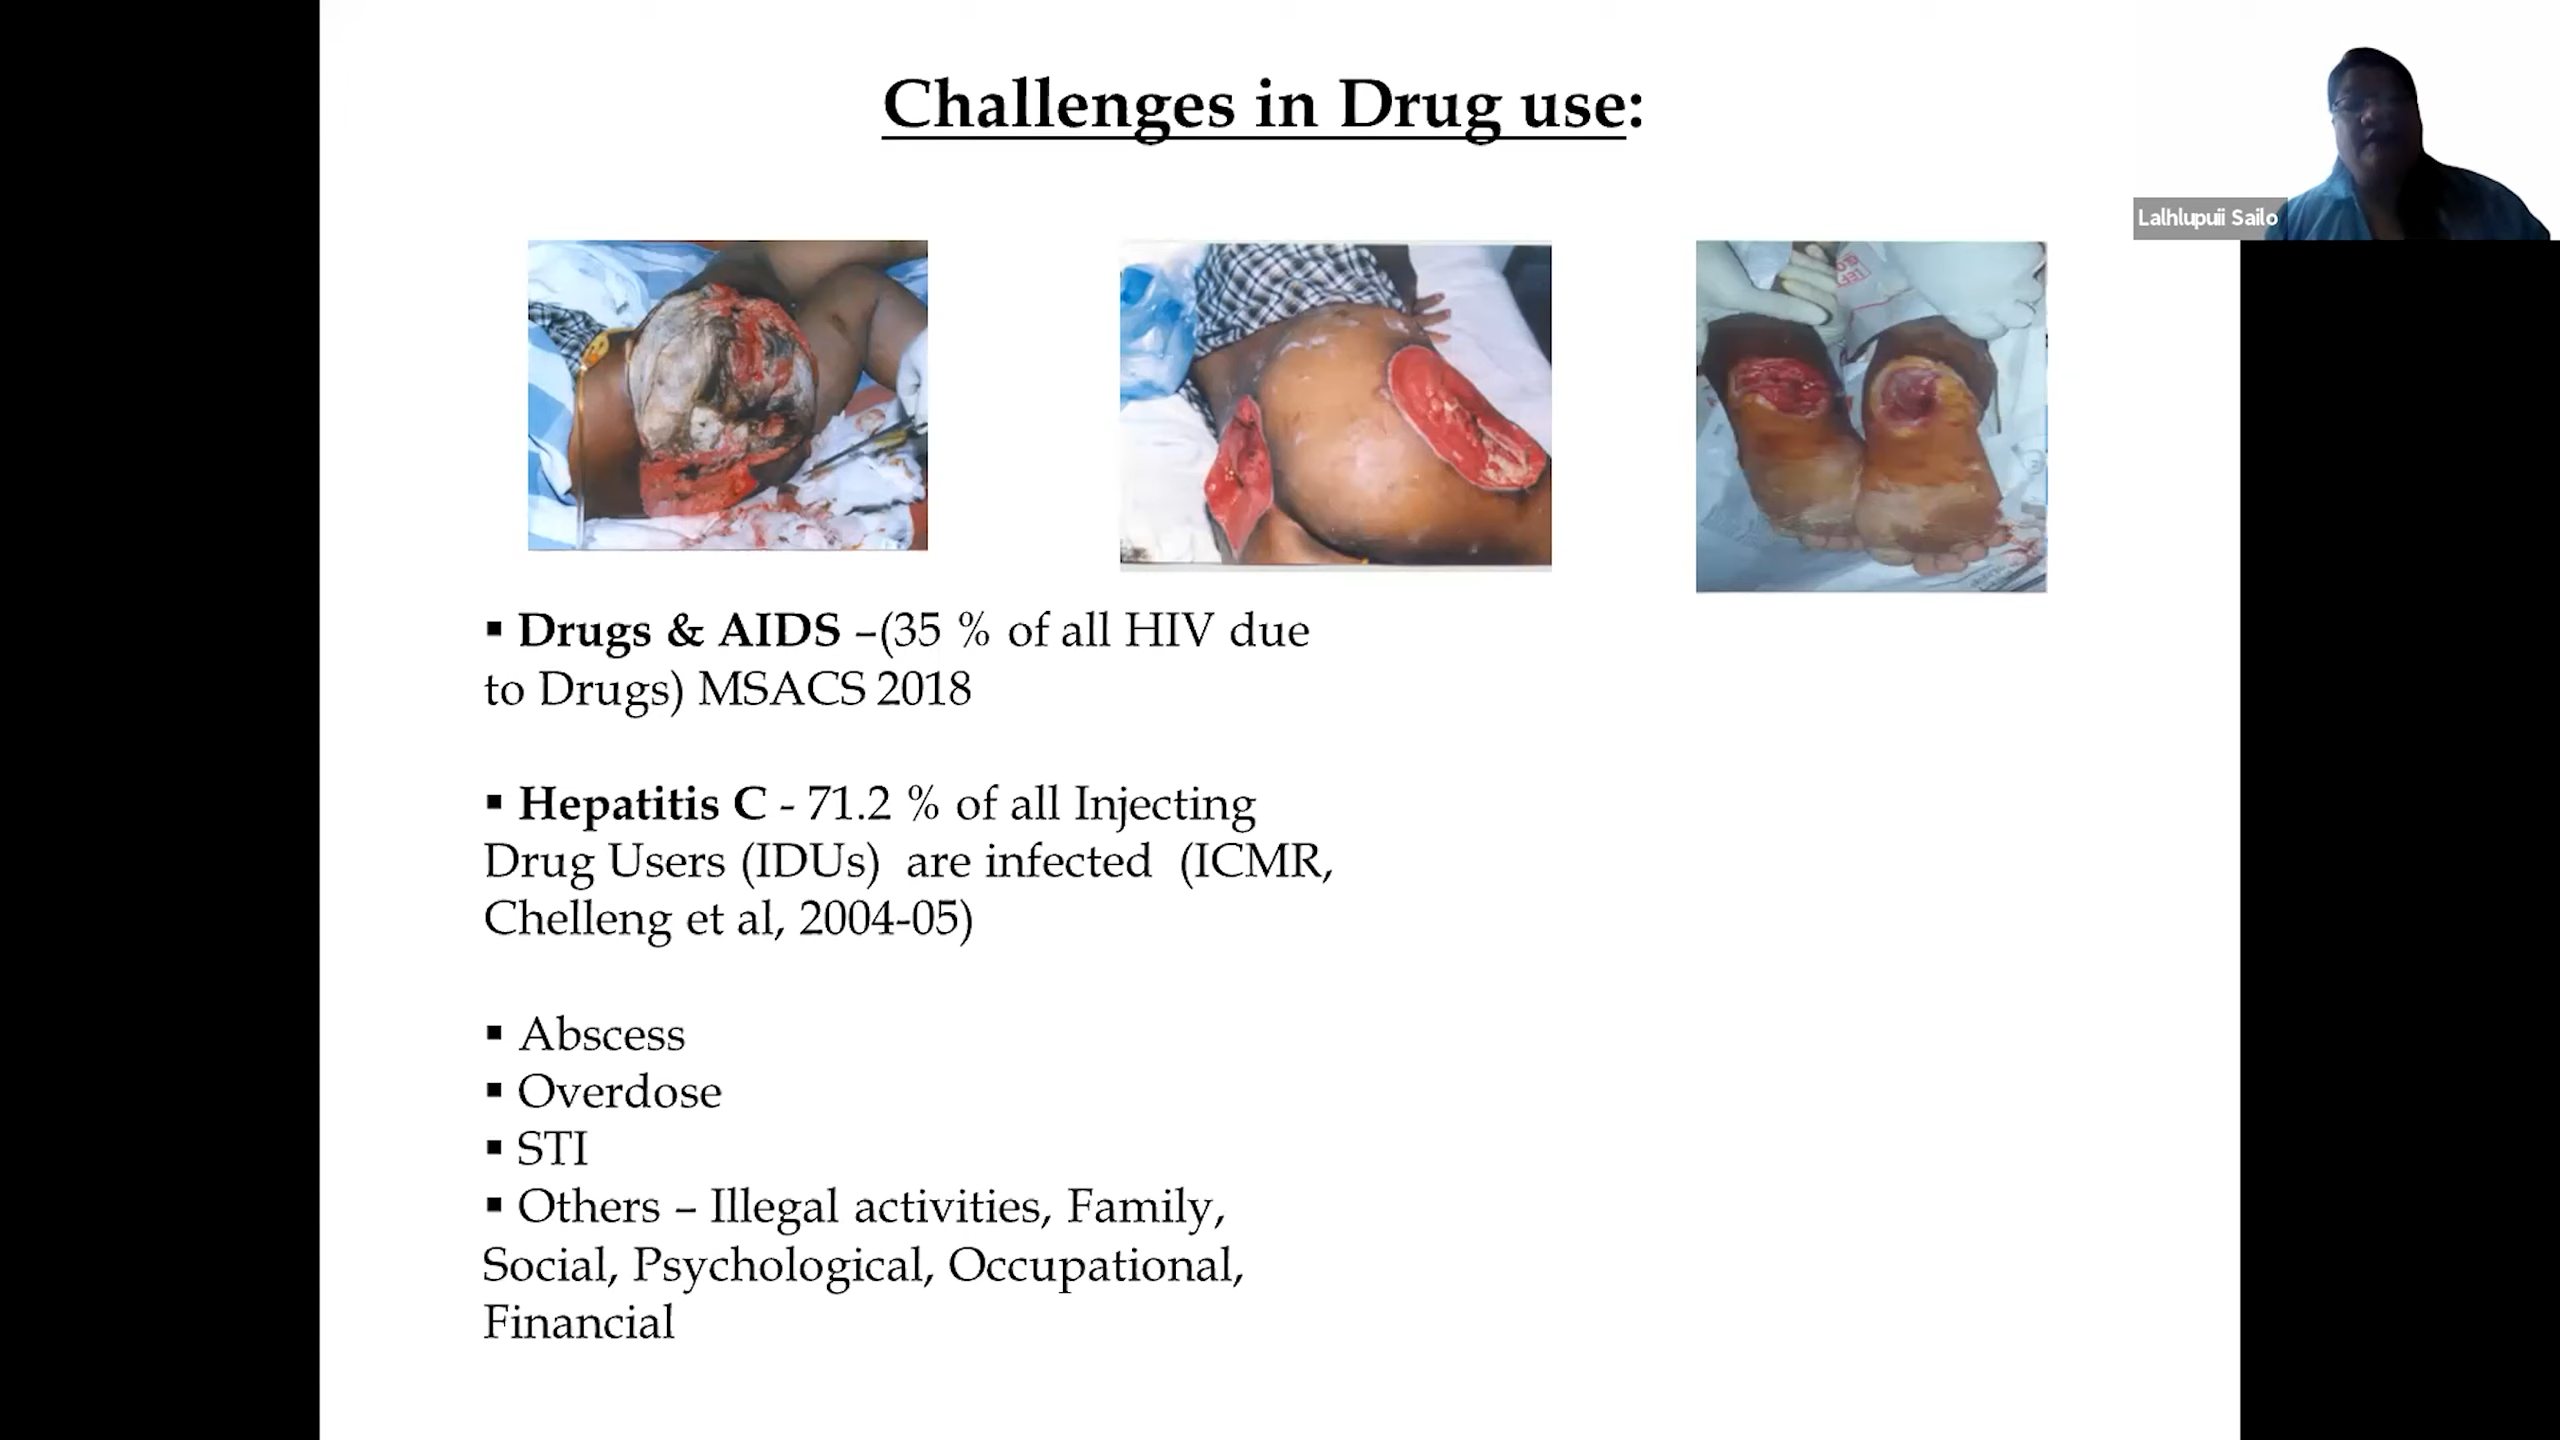 Challenges in Drug use:
Lalhlupuii Sailo
▪ Drugs & AIDS –(35 % of all HIV due
to Drugs) MSACS 2018
▪ Hepatitis C - 71.2 % of all Injecting
Drug Users (IDUs) are infected (ICMR,
Chelleng et al, 2004-05)
▪ Abscess
▪ Overdose
▪ STI
▪ Others – Illegal activities, Family,
Social, Psychological, Occupational,
Financial